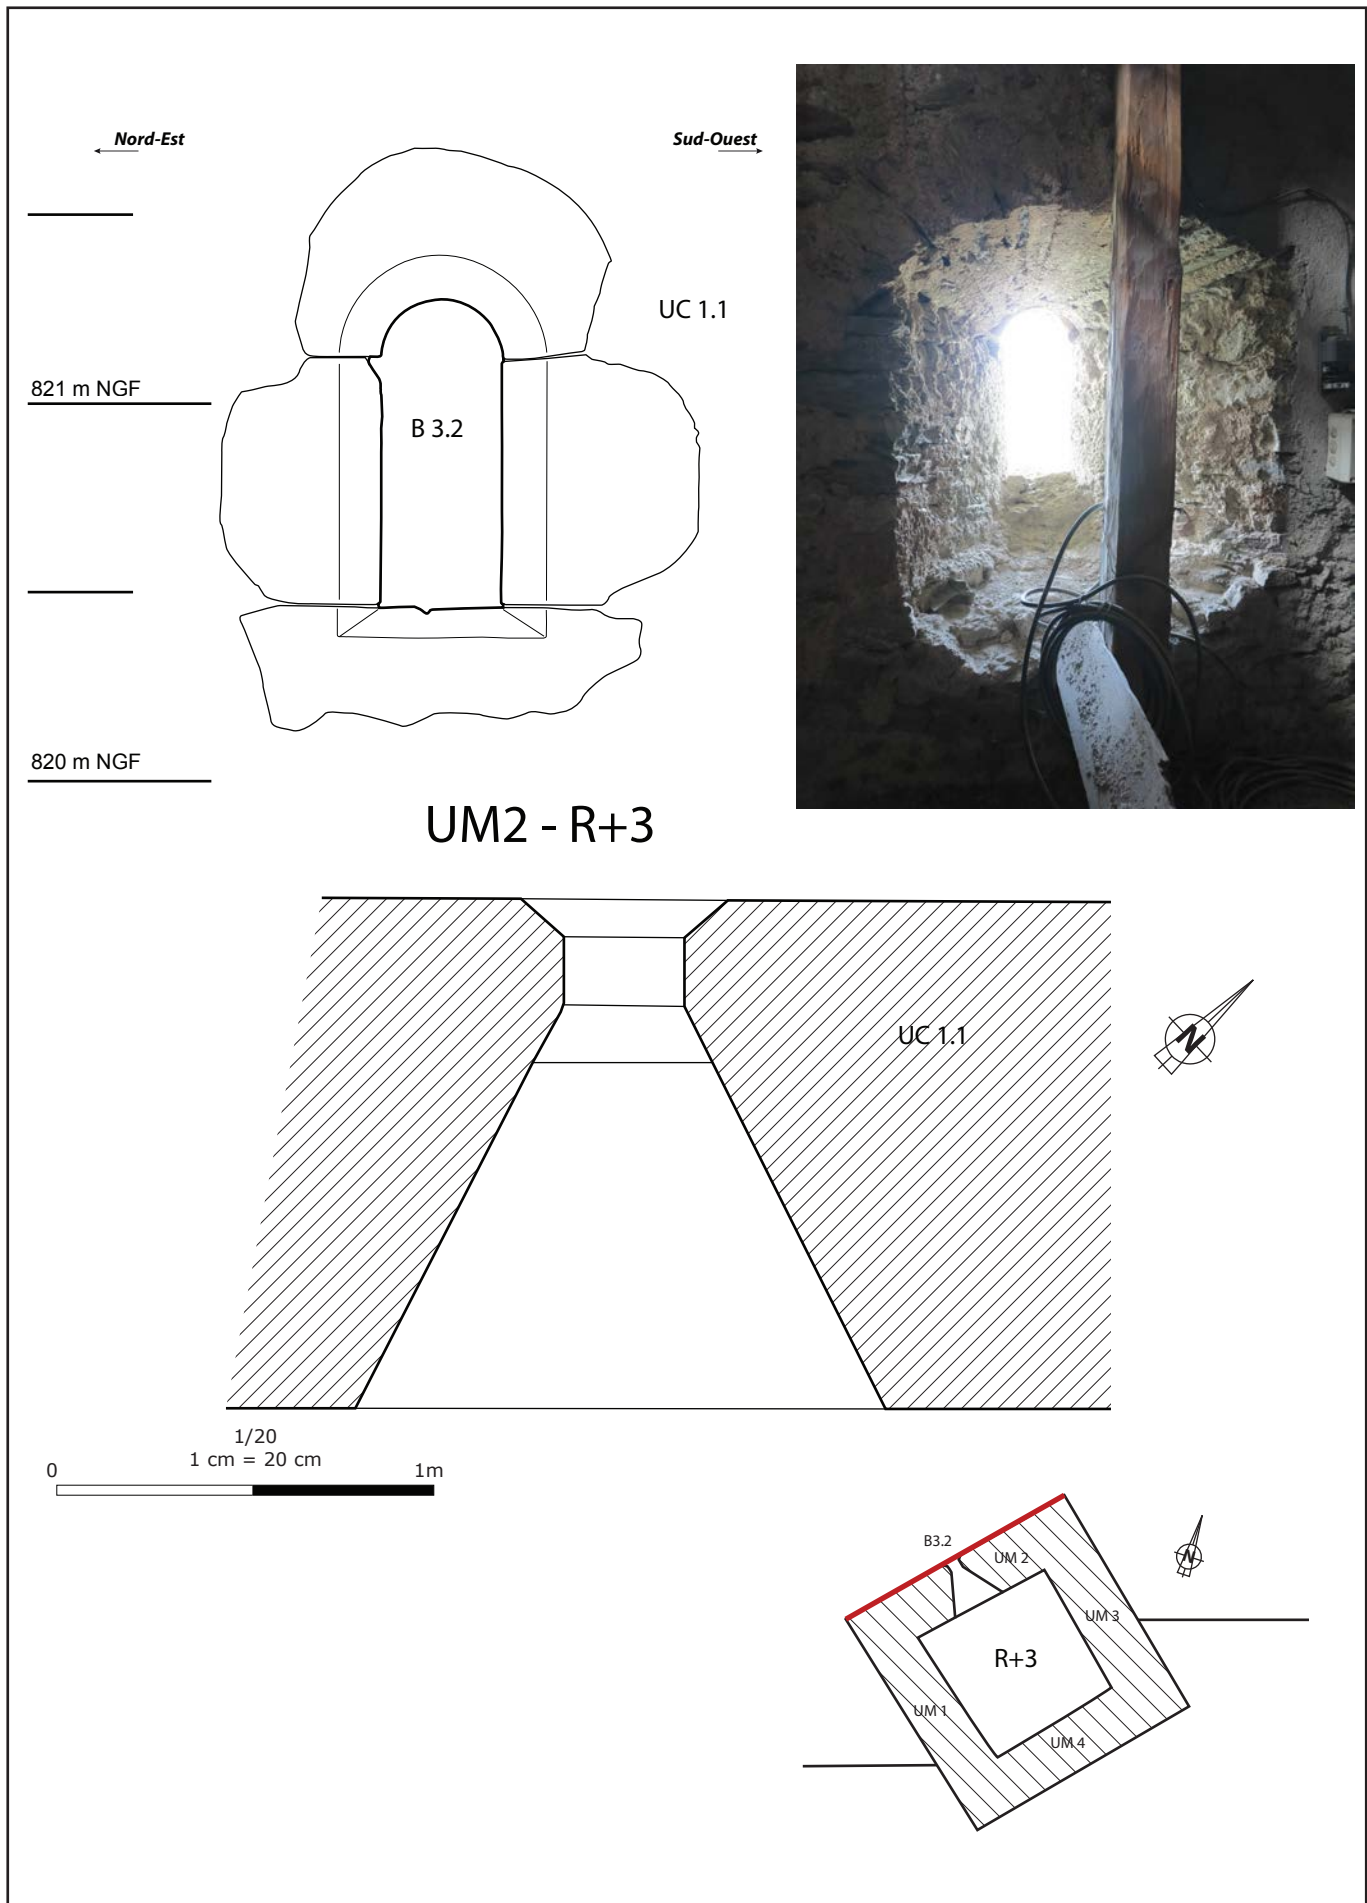 Nord-Est
Sud-Ouest
UC 1.1
821 m NGF
B 3.2
820 m NGF
UM2 - R+3
UC 1.1
N
1/20
1 cm = 20 cm
0
1m
B3.2
UM 2
N
UM 3
R+3
UM 1
UM 4